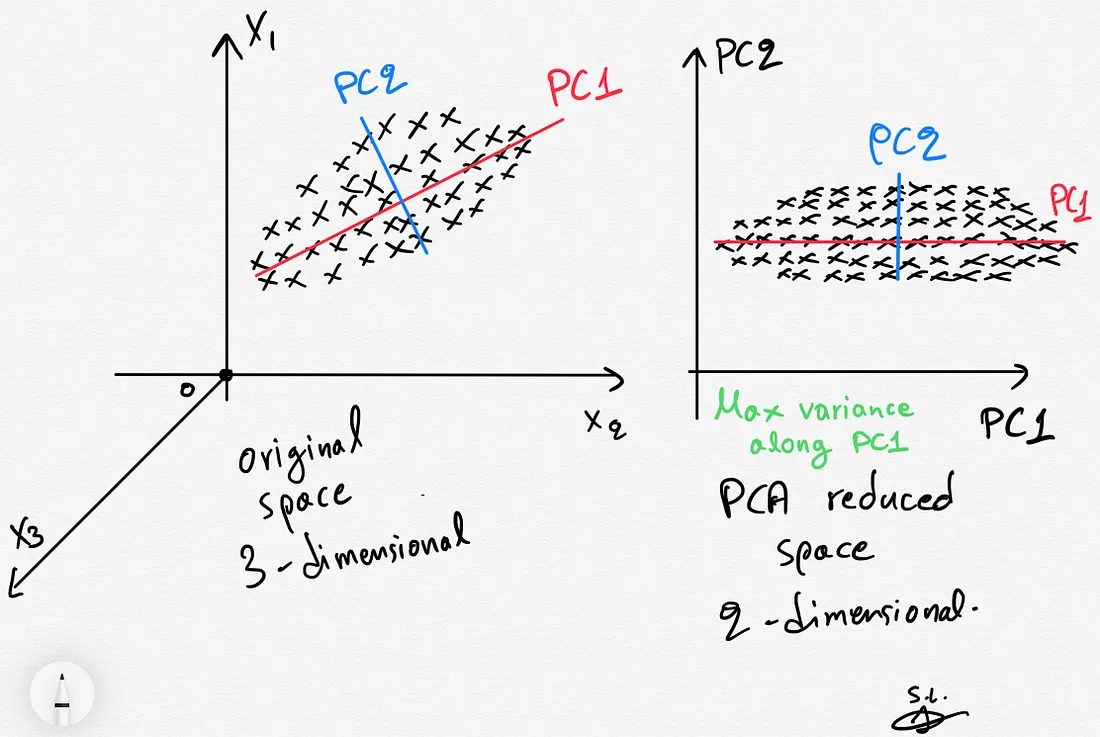 X1
PC2
PC1
0
X2
X3
original
space
3-dimensional
PC2
PC2
PC1
PC1
Max variance
along PC1
PCA reduced
space
2-dimensional.
S.L.